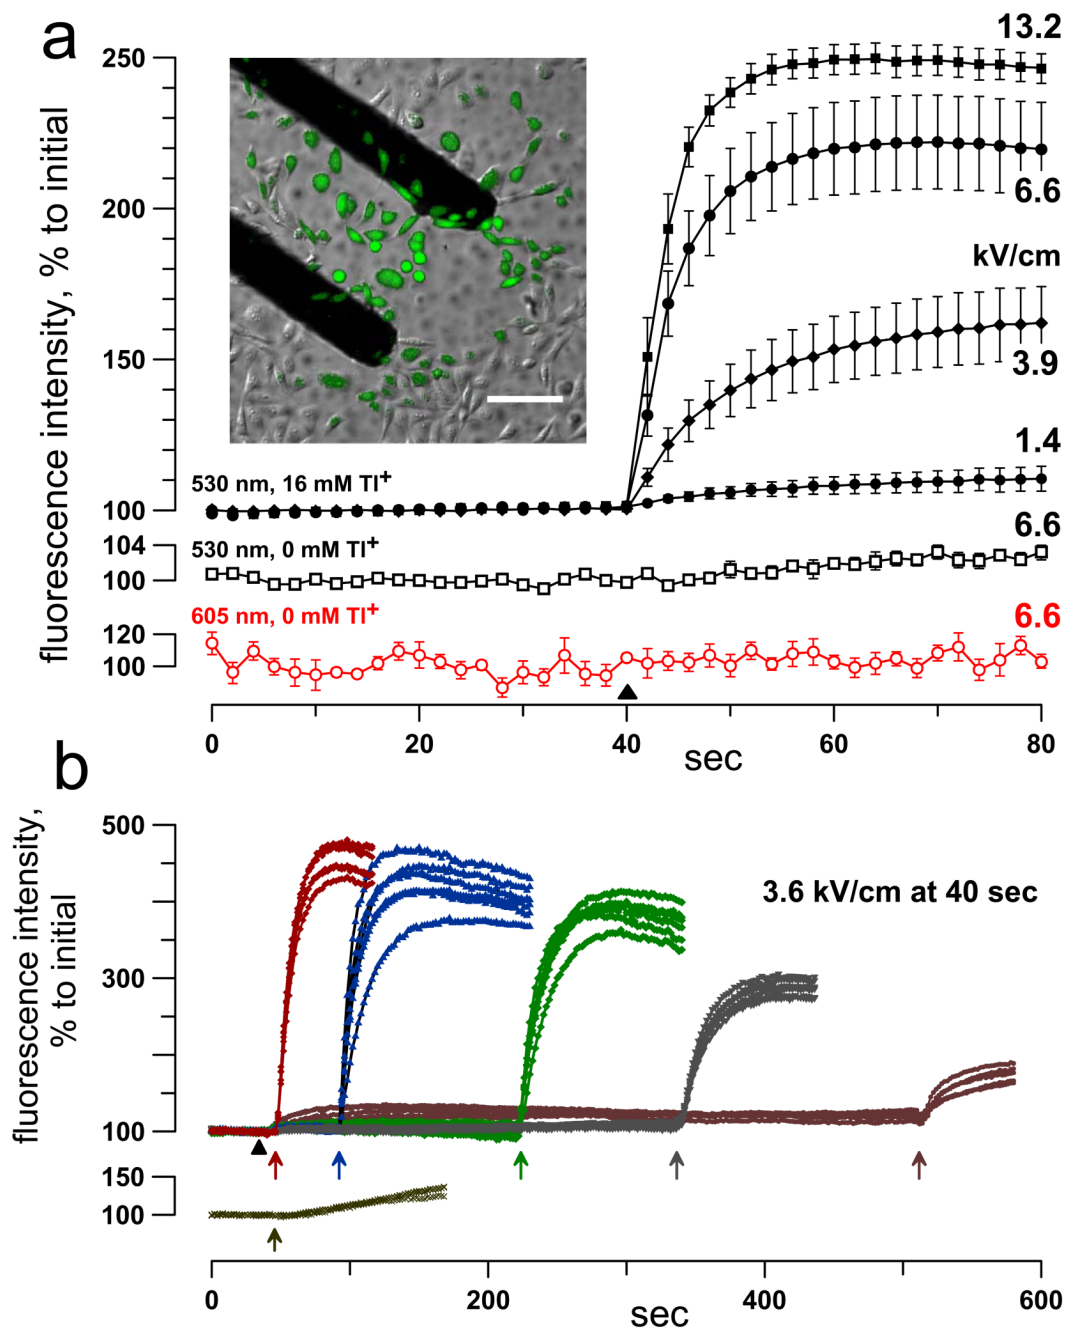 a
fluorescence intensity, % to initial
250
200
150
100
13.2
6.6
kV/cm
3.9
1.4
530 nm, 16 mM Tl+
6.6
104
530 nm, 0 mM Tl+
100
605 nm, 0 mM Tl+
6.6
120
100
0 20 40 60 80
sec
b
fluorescence intensity,
% to initial
500
3.6 kV/cm at 40 sec
300
100
150
100
0 200 400 600
sec